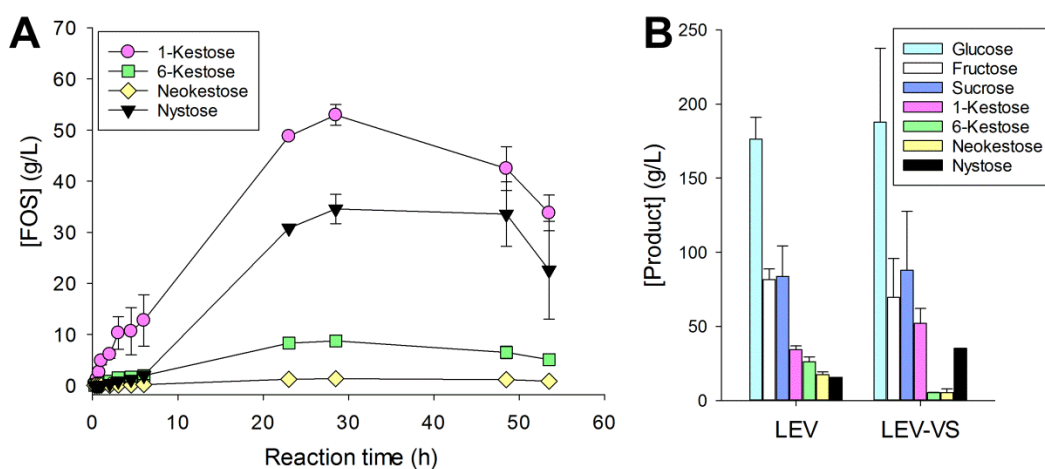 A
[FOS] (g/L)
70
60
50
40
30
20
10
0
1-Kestose
6-Kestose
Neokestose
Nystose
0 10 20 30 40 50 60
Reaction time (h)
B
[Product] (g/L)
250
200
150
100
50
0
Glucose
Fructose
Sucrose
1-Kestose
6-Kestose
Neokestose
Nystose
LEV LEV-VS